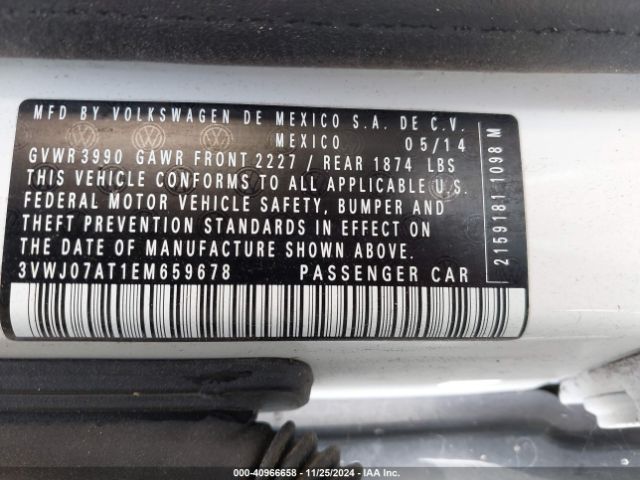 MFD BY VOLKSWAGEN DE MEXICO S.A. DE C.V.
MEXICO 05/14
GVWR 3990 GAWR FRONT 2227 / REAR 1874 LBS
THIS VEHICLE CONFORMS TO ALL APPLICABLE U.S.
FEDERAL MOTOR VEHICLE SAFETY, BUMPER AND
THEFT PREVENTION STANDARDS IN EFFECT ON
THE DATE OF MANUFACTURE SHOWN ABOVE.
3VWJ07AT1EM659678 PASSENGER CAR
2159181 1098 M
000-40966658 - 11/25/2024 - IAA Inc.